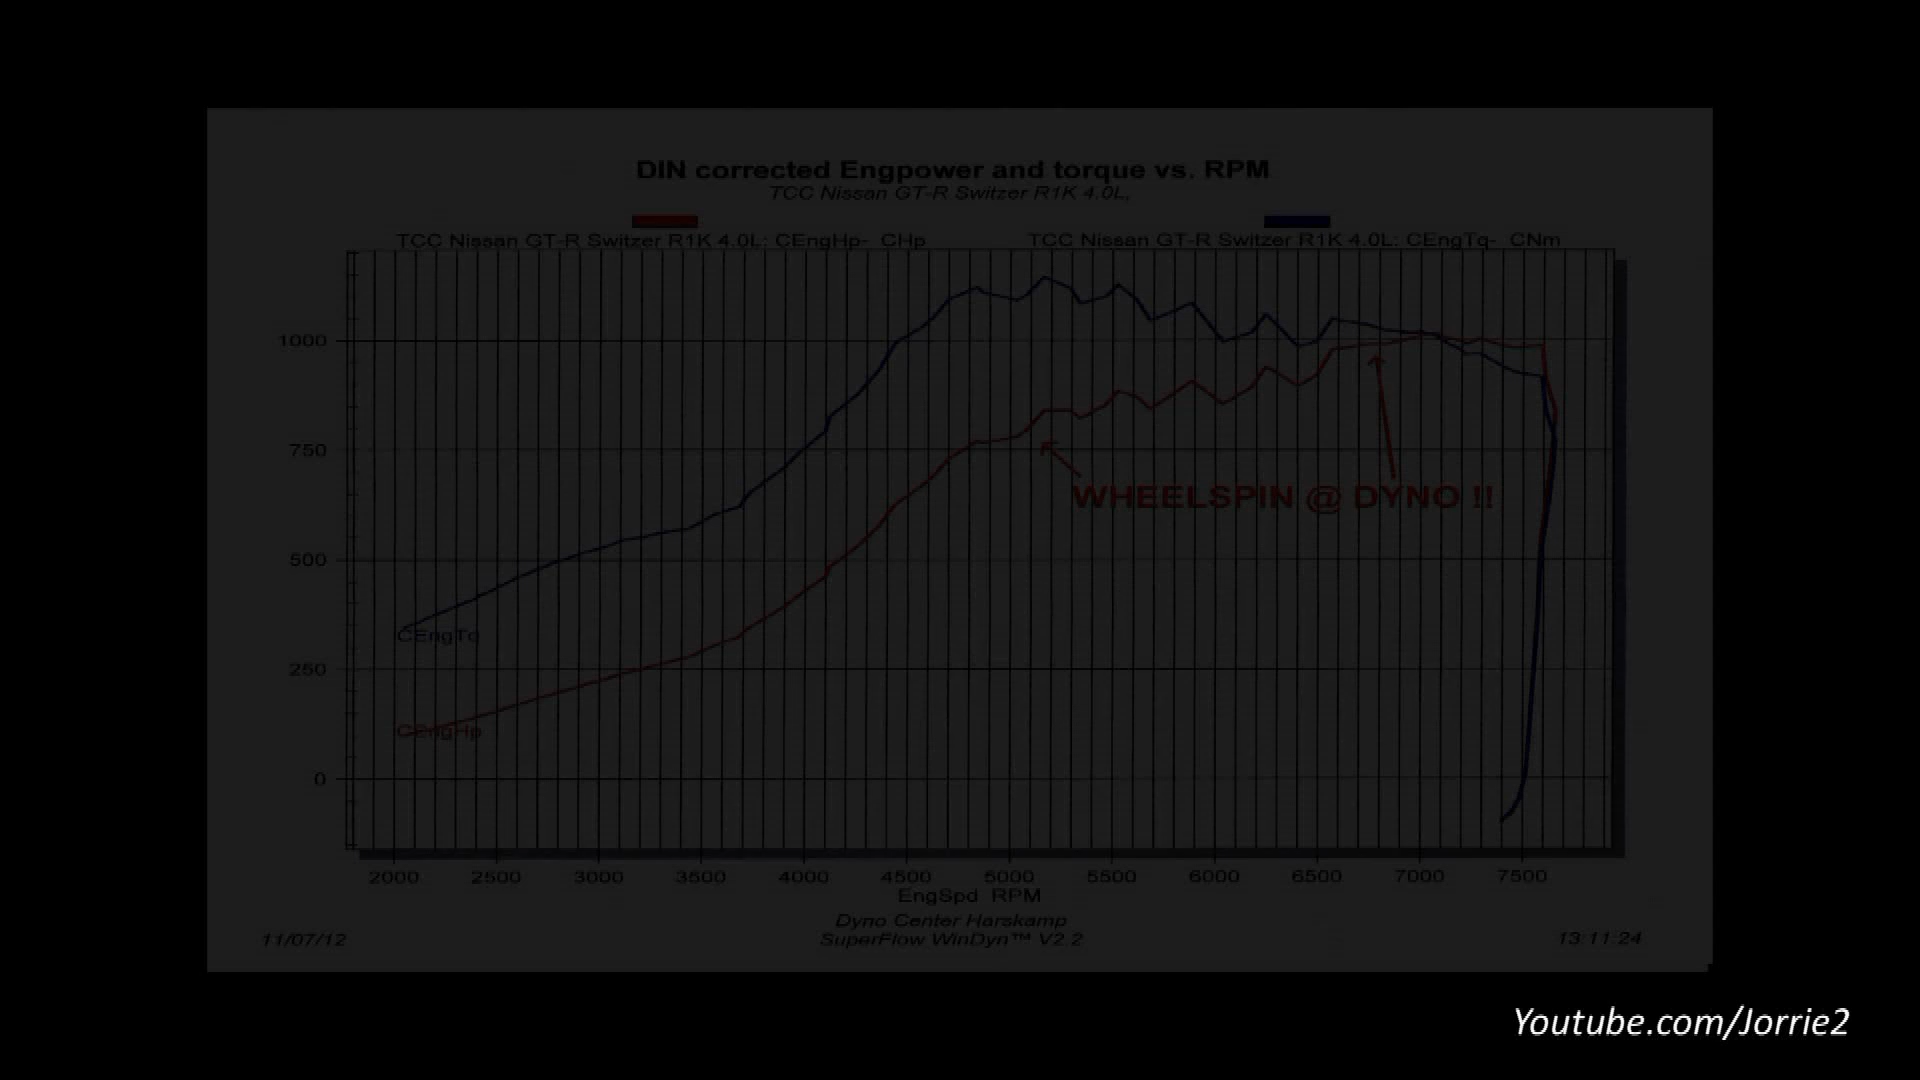 DIN corrected Engpower and torque vs. RPM
TCC Nissan GT-R Switzer R1K 4.0L,
TCC Nissan GT-R Switzer R1K 4.0L: CEngHp- CHp
TCC Nissan GT-R Switzer R1K 4.0L: CEngTq- CNm
1000
750
500
250
0
WHEELSPIN @ DYNO !!
CEngTq
CEngHp
2000 2500 3000 3500 4000 4500 5000 5500 6000 6500 7000 7500
EngSpd RPM
Dyno Center Harskamp
11/07/12 SuperFlow WinDyn™ V2.2 13:11:24
Youtube.com/Jorrie2